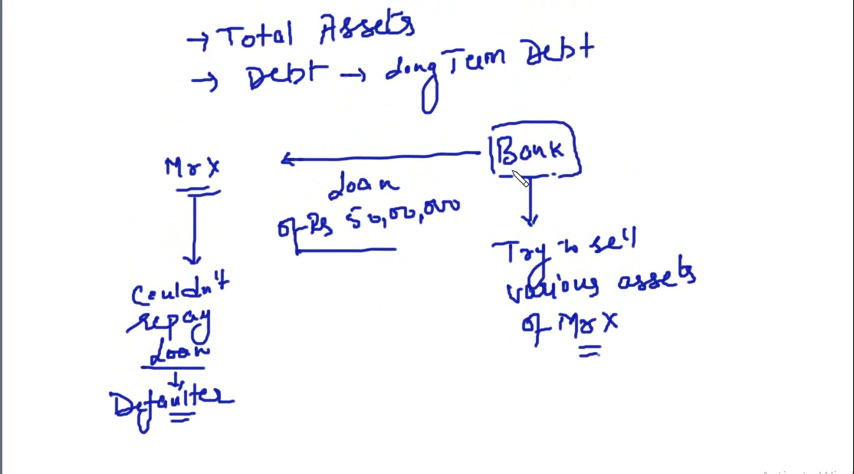 → Total Assets
→ Debt → Long Term Debt
Bank
Mr X
Loan
of Rs 50,00,000
Try to sell
various assets
of Mr X
Couldn't
repay
Loan
Defaulter